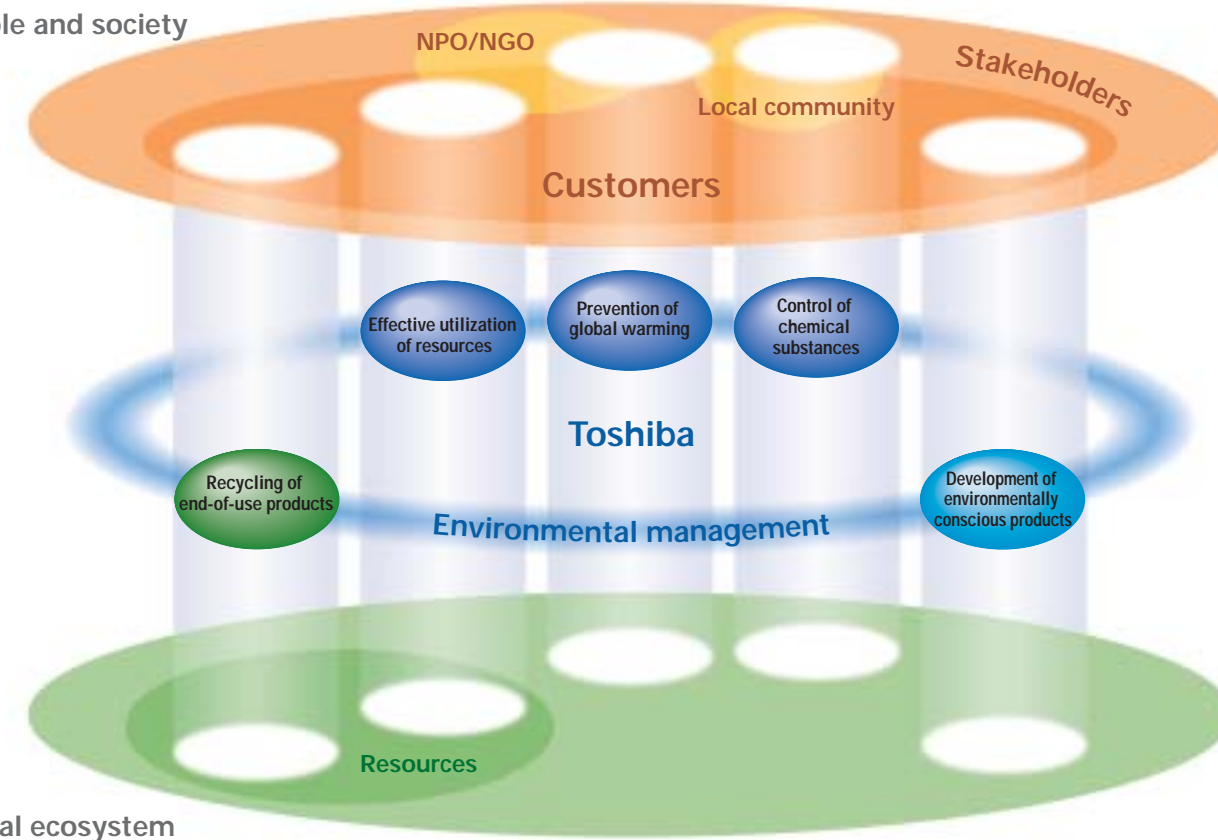 le and society
NPO/NGO
Stakeholders
Local community
Customers
Effective utilization
of resources
Prevention of
global warming
Control of
chemical
substances
Toshiba
Recycling of
end-of-use products
Development of
environmentally
conscious products
Environmental management
Resources
al ecosystem